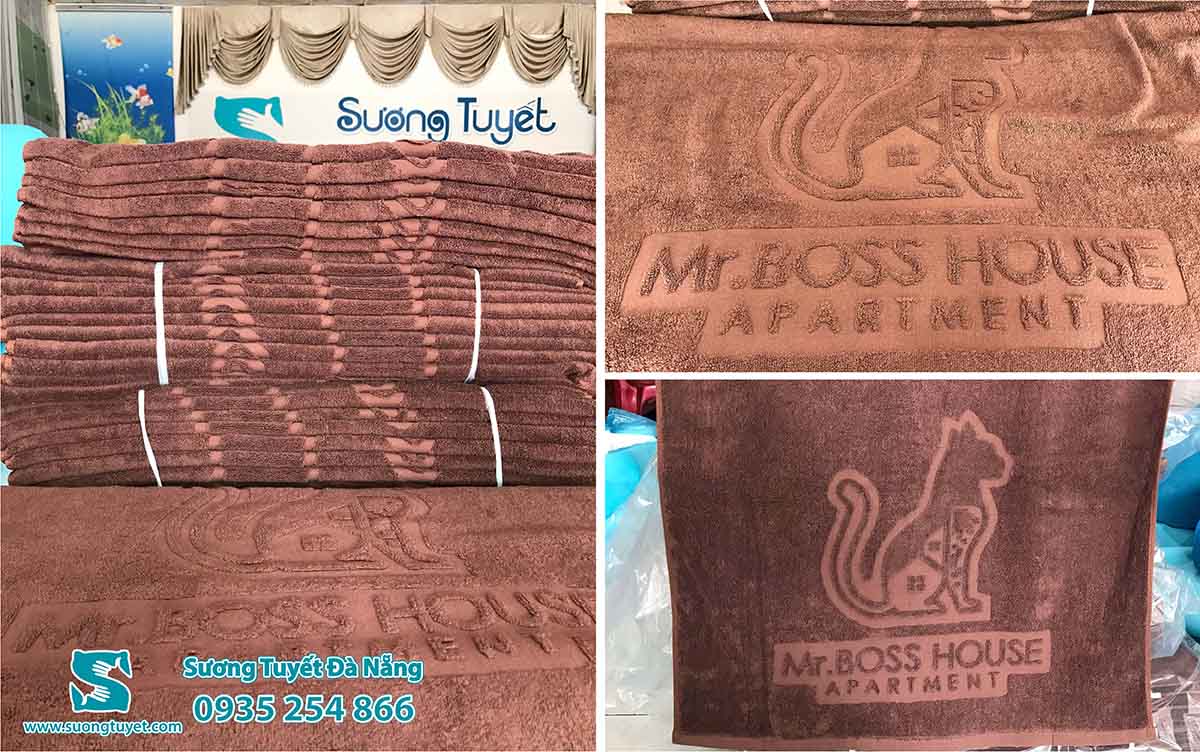 Sương Tuyết
Mr. BOSS HOUSE
APARTMENT
Mr. BOSS HOUS
Sương Tuyết Đà Nẵng
0935 254 866
www.suongtuyet.com
Mr. BOSS HOUSE
APARTMENT